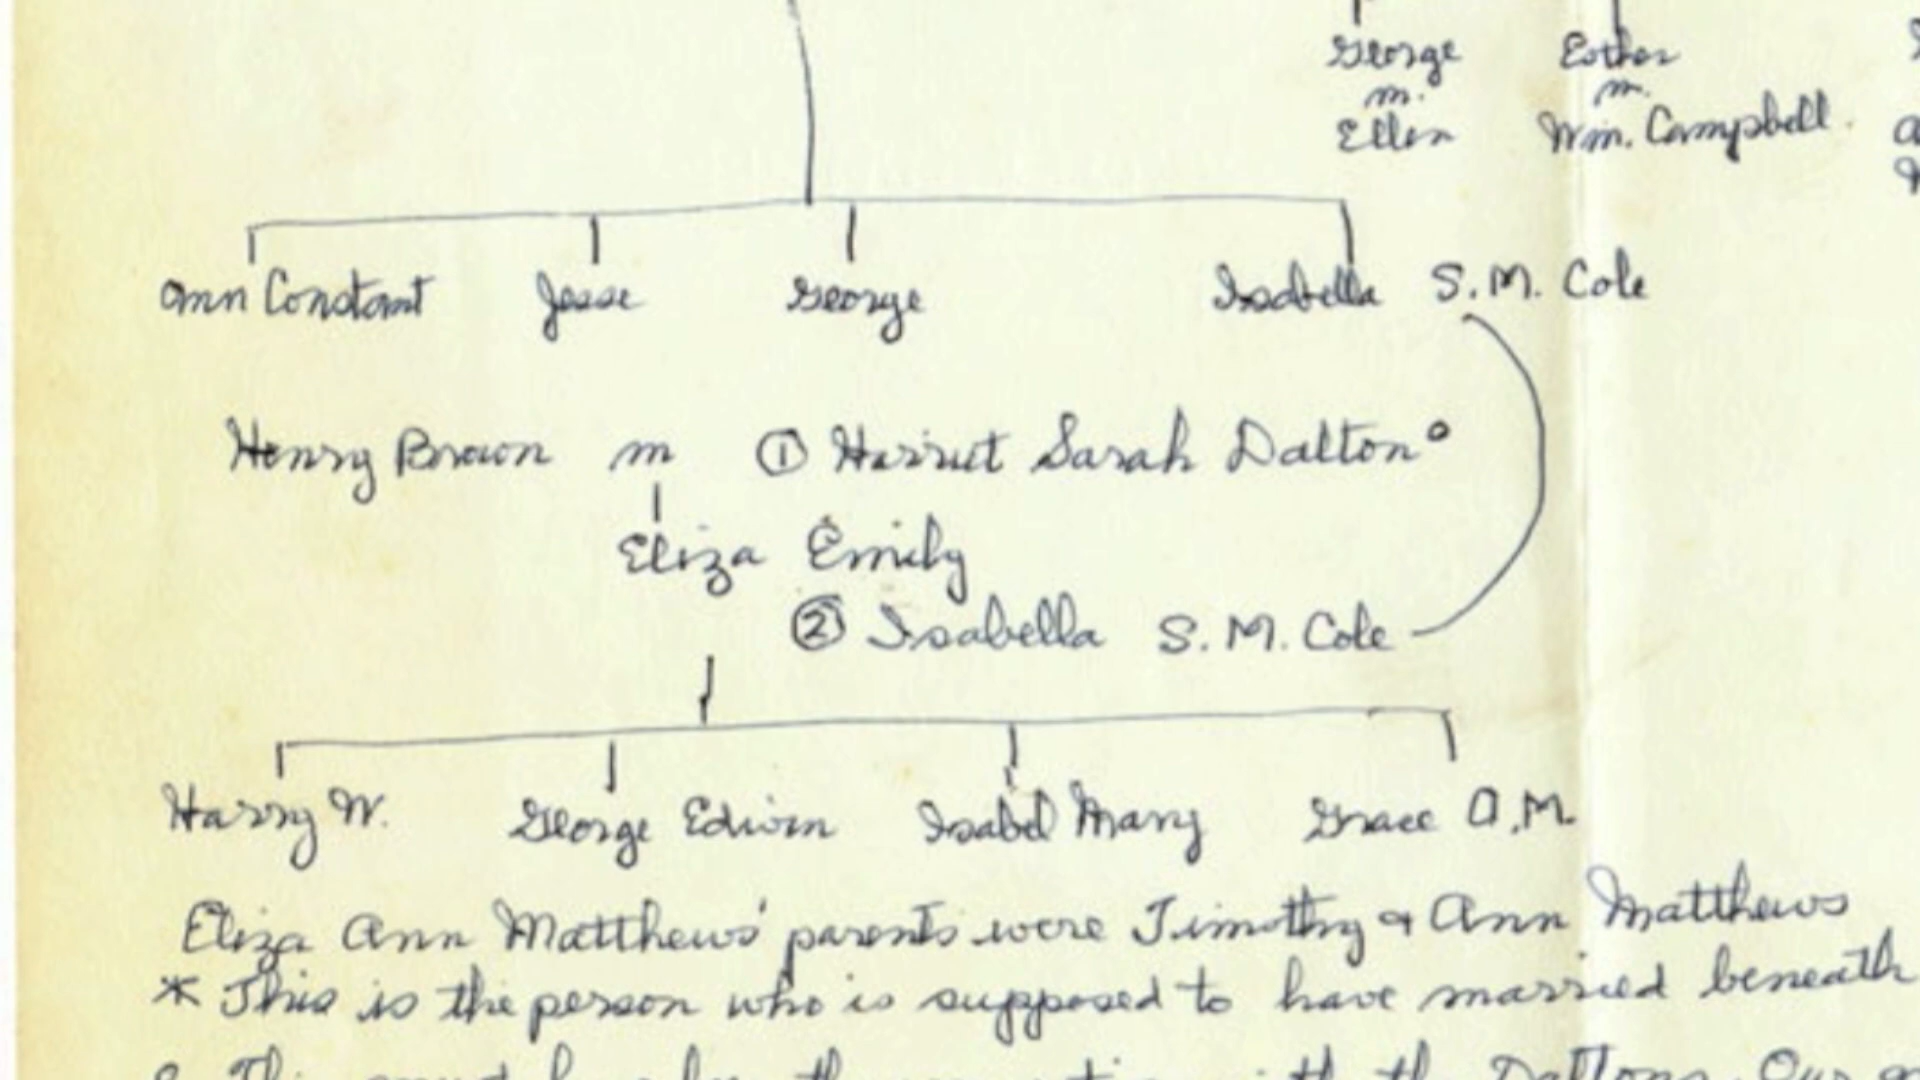 George Esther
m. m.
Ellen Wm. Campbell
Ann Constant Jesse George Isabella S.M. Cole
Henry Brown m ① Harriet Sarah Dalton°
Eliza Emily
② Isabella S.M. Cole
Harry W. George Edwin Isabel Mary Grace A.M.
Eliza Ann Matthews' parents were Timothy & Ann Matthews
* This is the person who is supposed to have married beneath